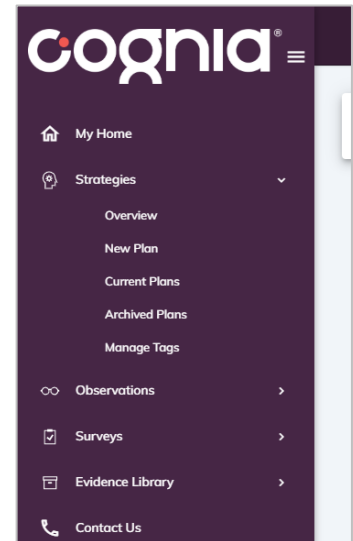 cognia®
My Home
Strategies
Overview
New Plan
Current Plans
Archived Plans
Manage Tags
Observations
Surveys
Evidence Library
Contact Us